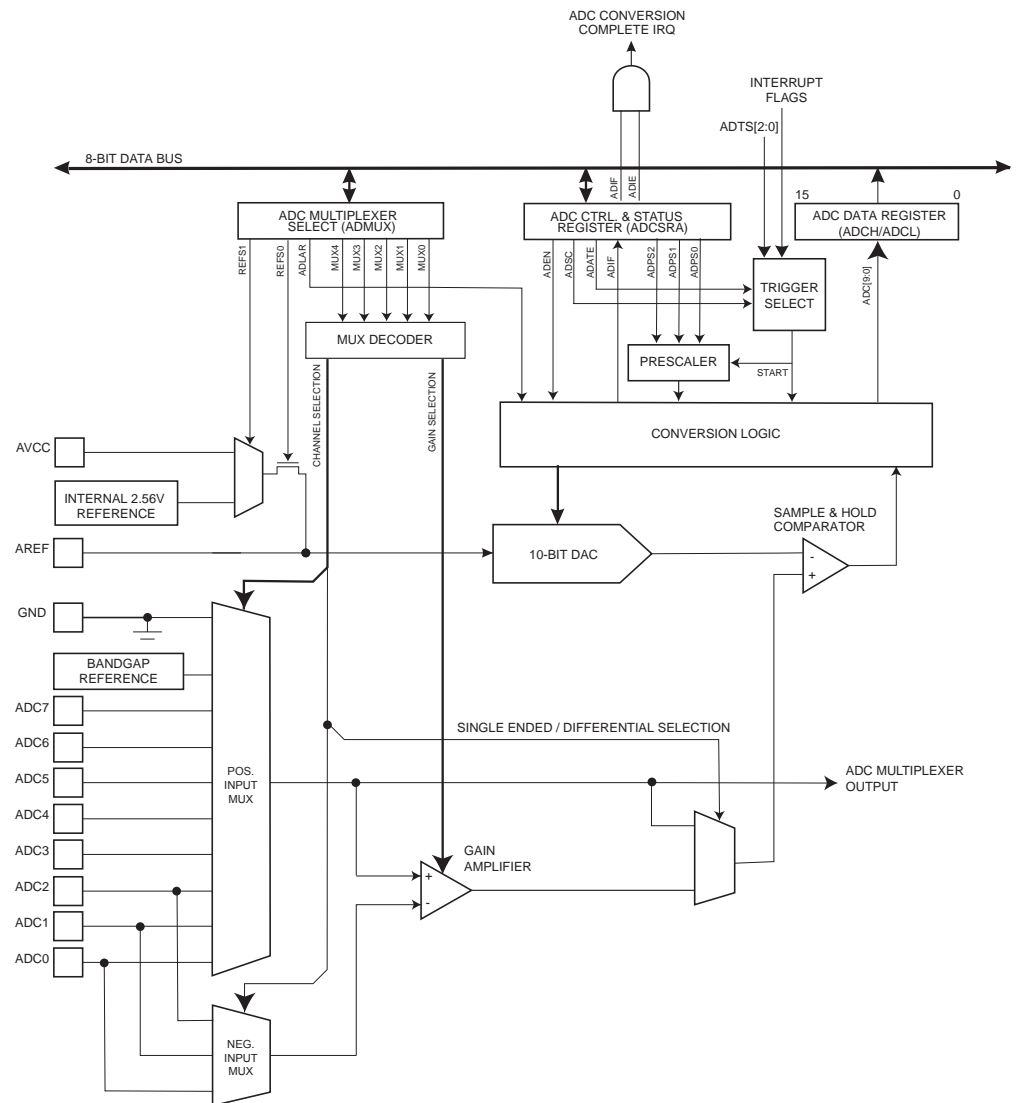 ADC CONVERSION
COMPLETE IRQ
INTERRUPT
FLAGS
ADTS[2:0]
8-BIT DATA BUS
ADIF
ADIE
15
0
ADC MULTIPLEXER
SELECT (ADMUX)
ADC CTRL. & STATUS
REGISTER (ADCSRA)
ADC DATA REGISTER
(ADCH/ADCL)
REFS1
REFS0
ADLAR
MUX4
MUX3
MUX2
MUX1
MUX0
ADEN
ADSC
ADATE
ADIF
ADPS2
ADPS1
ADPS0
ADC[9:0]
TRIGGER
SELECT
MUX DECODER
PRESCALER
START
CHANNEL SELECTION
GAIN SELECTION
CONVERSION LOGIC
AVCC
INTERNAL 2.56V
REFERENCE
SAMPLE & HOLD
COMPARATOR
AREF
10-BIT DAC
-
+
GND
BANDGAP
REFERENCE
ADC7
SINGLE ENDED / DIFFERENTIAL SELECTION
ADC6
ADC5
POS.
INPUT
MUX
ADC MULTIPLEXER
OUTPUT
ADC4
ADC3
GAIN
AMPLIFIER
+
-
ADC2
ADC1
ADC0
NEG.
INPUT
MUX